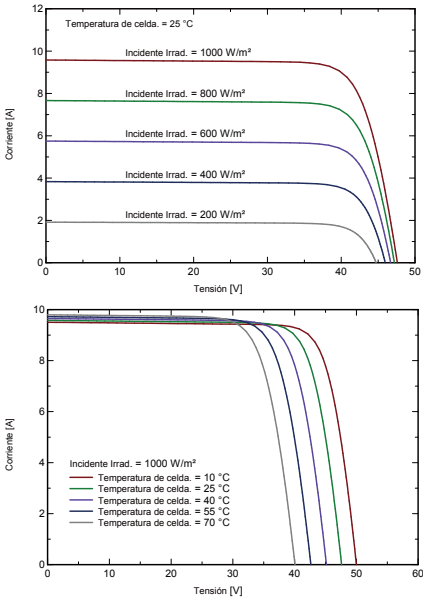 12
10
8
6
4
2
0
Corriente [A]
Temperatura de celda. = 25 °C
Incidente Irrad. = 1000 W/m²
Incidente Irrad. = 800 W/m²
Incidente Irrad. = 600 W/m²
Incidente Irrad. = 400 W/m²
Incidente Irrad. = 200 W/m²
0 10 20 30 40 50
Tensión [V]
10
8
6
4
2
0
Corriente [A]
Incidente Irrad. = 1000 W/m²
Temperatura de celda. = 10 °C
Temperatura de celda. = 25 °C
Temperatura de celda. = 40 °C
Temperatura de celda. = 55 °C
Temperatura de celda. = 70 °C
0 10 20 30 40 50 60
Tensión [V]